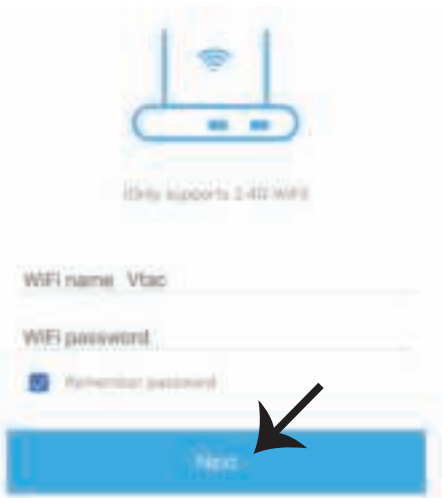 (Only supports 2.4G WiFi)
WiFi name Vtac
WiFi password
Remember password
Next